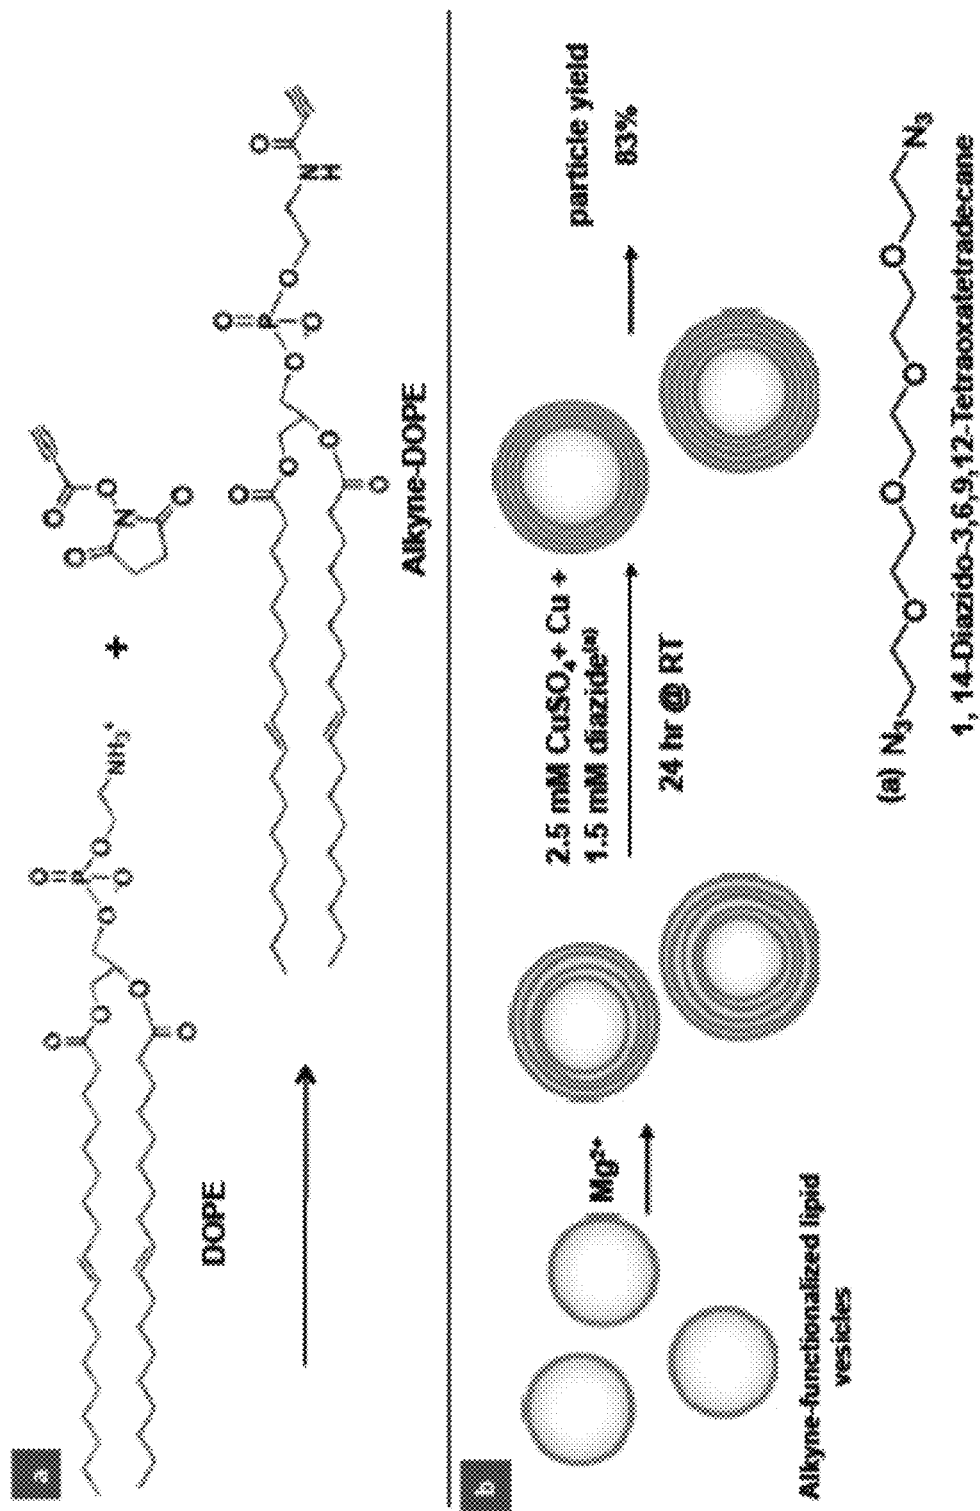 a
DOPE
+
O
O
P
O
O
O
O
O
O
NH3+
O
O
N
O
O
O
O
O
O
O
P
O
O
O
N
H
O
Alkyne-DOPE
b
Alkyne-functionalized lipid
vesicles
Mg2+
2.5 mM CuSO4+ Cu +
1.5 mM diazide(a)
24 hr @ RT
particle yield
83%
(a) N3
O
O
O
O
N3
1, 14-Diazido-3,6,9,12-Tetraoxatetradecane